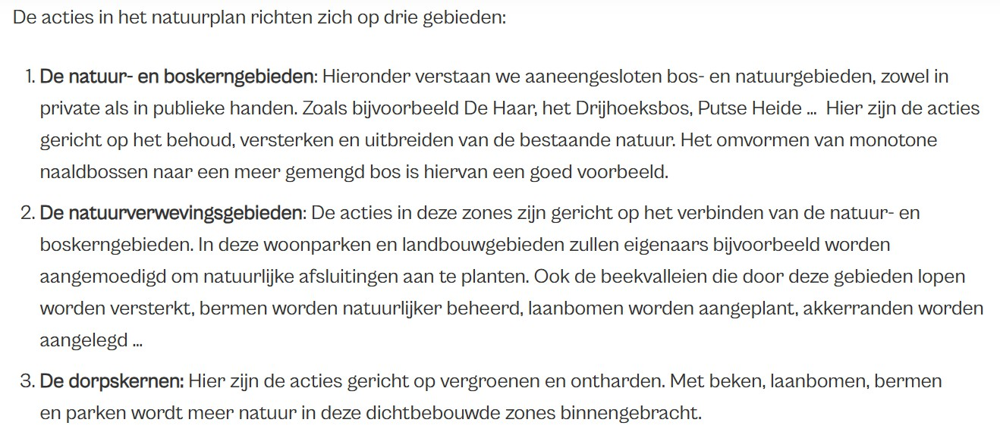 De acties in het natuurplan richten zich op drie gebieden:
1. De natuur- en boskerngebieden: Hieronder verstaan we aaneengesloten bos- en natuurgebieden, zowel in
private als in publieke handen. Zoals bijvoorbeeld De Haar, het Drijhoeksbos, Putse Heide ... Hier zijn de acties
gericht op het behoud, versterken en uitbreiden van de bestaande natuur. Het omvormen van monotone
naaldbossen naar een meer gemengd bos is hiervan een goed voorbeeld.
2. De natuurverwevingsgebieden: De acties in deze zones zijn gericht op het verbinden van de natuur- en
boskerngebieden. In deze woonparken en landbouwgebieden zullen eigenaars bijvoorbeeld worden
aangemoedigd om natuurlijke afsluitingen aan te planten. Ook de beekvalleien die door deze gebieden lopen
worden versterkt, bermen worden natuurlijker beheerd, laanbomen worden aangeplant, akkerranden worden
aangelegd ...
3. De dorpskernen: Hier zijn de acties gericht op vergroenen en ontharden. Met beken, laanbomen, bermen
en parken wordt meer natuur in deze dichtbebouwde zones binnengebracht.